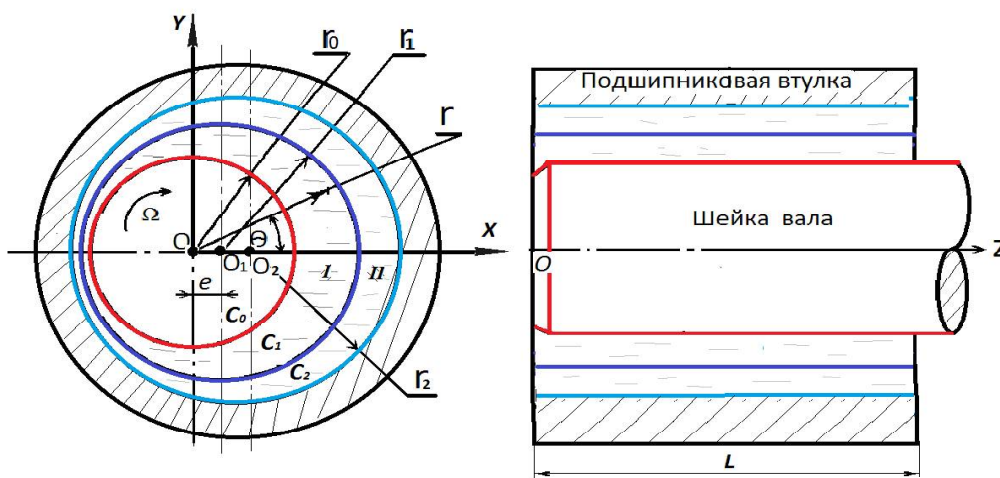 Y
r0
r1
r
Ω
Θ
X
O
O1
O2
I
II
e
C0
C1
C2
r2
Подшипниковая втулка
Шейка вала
O
Z
L